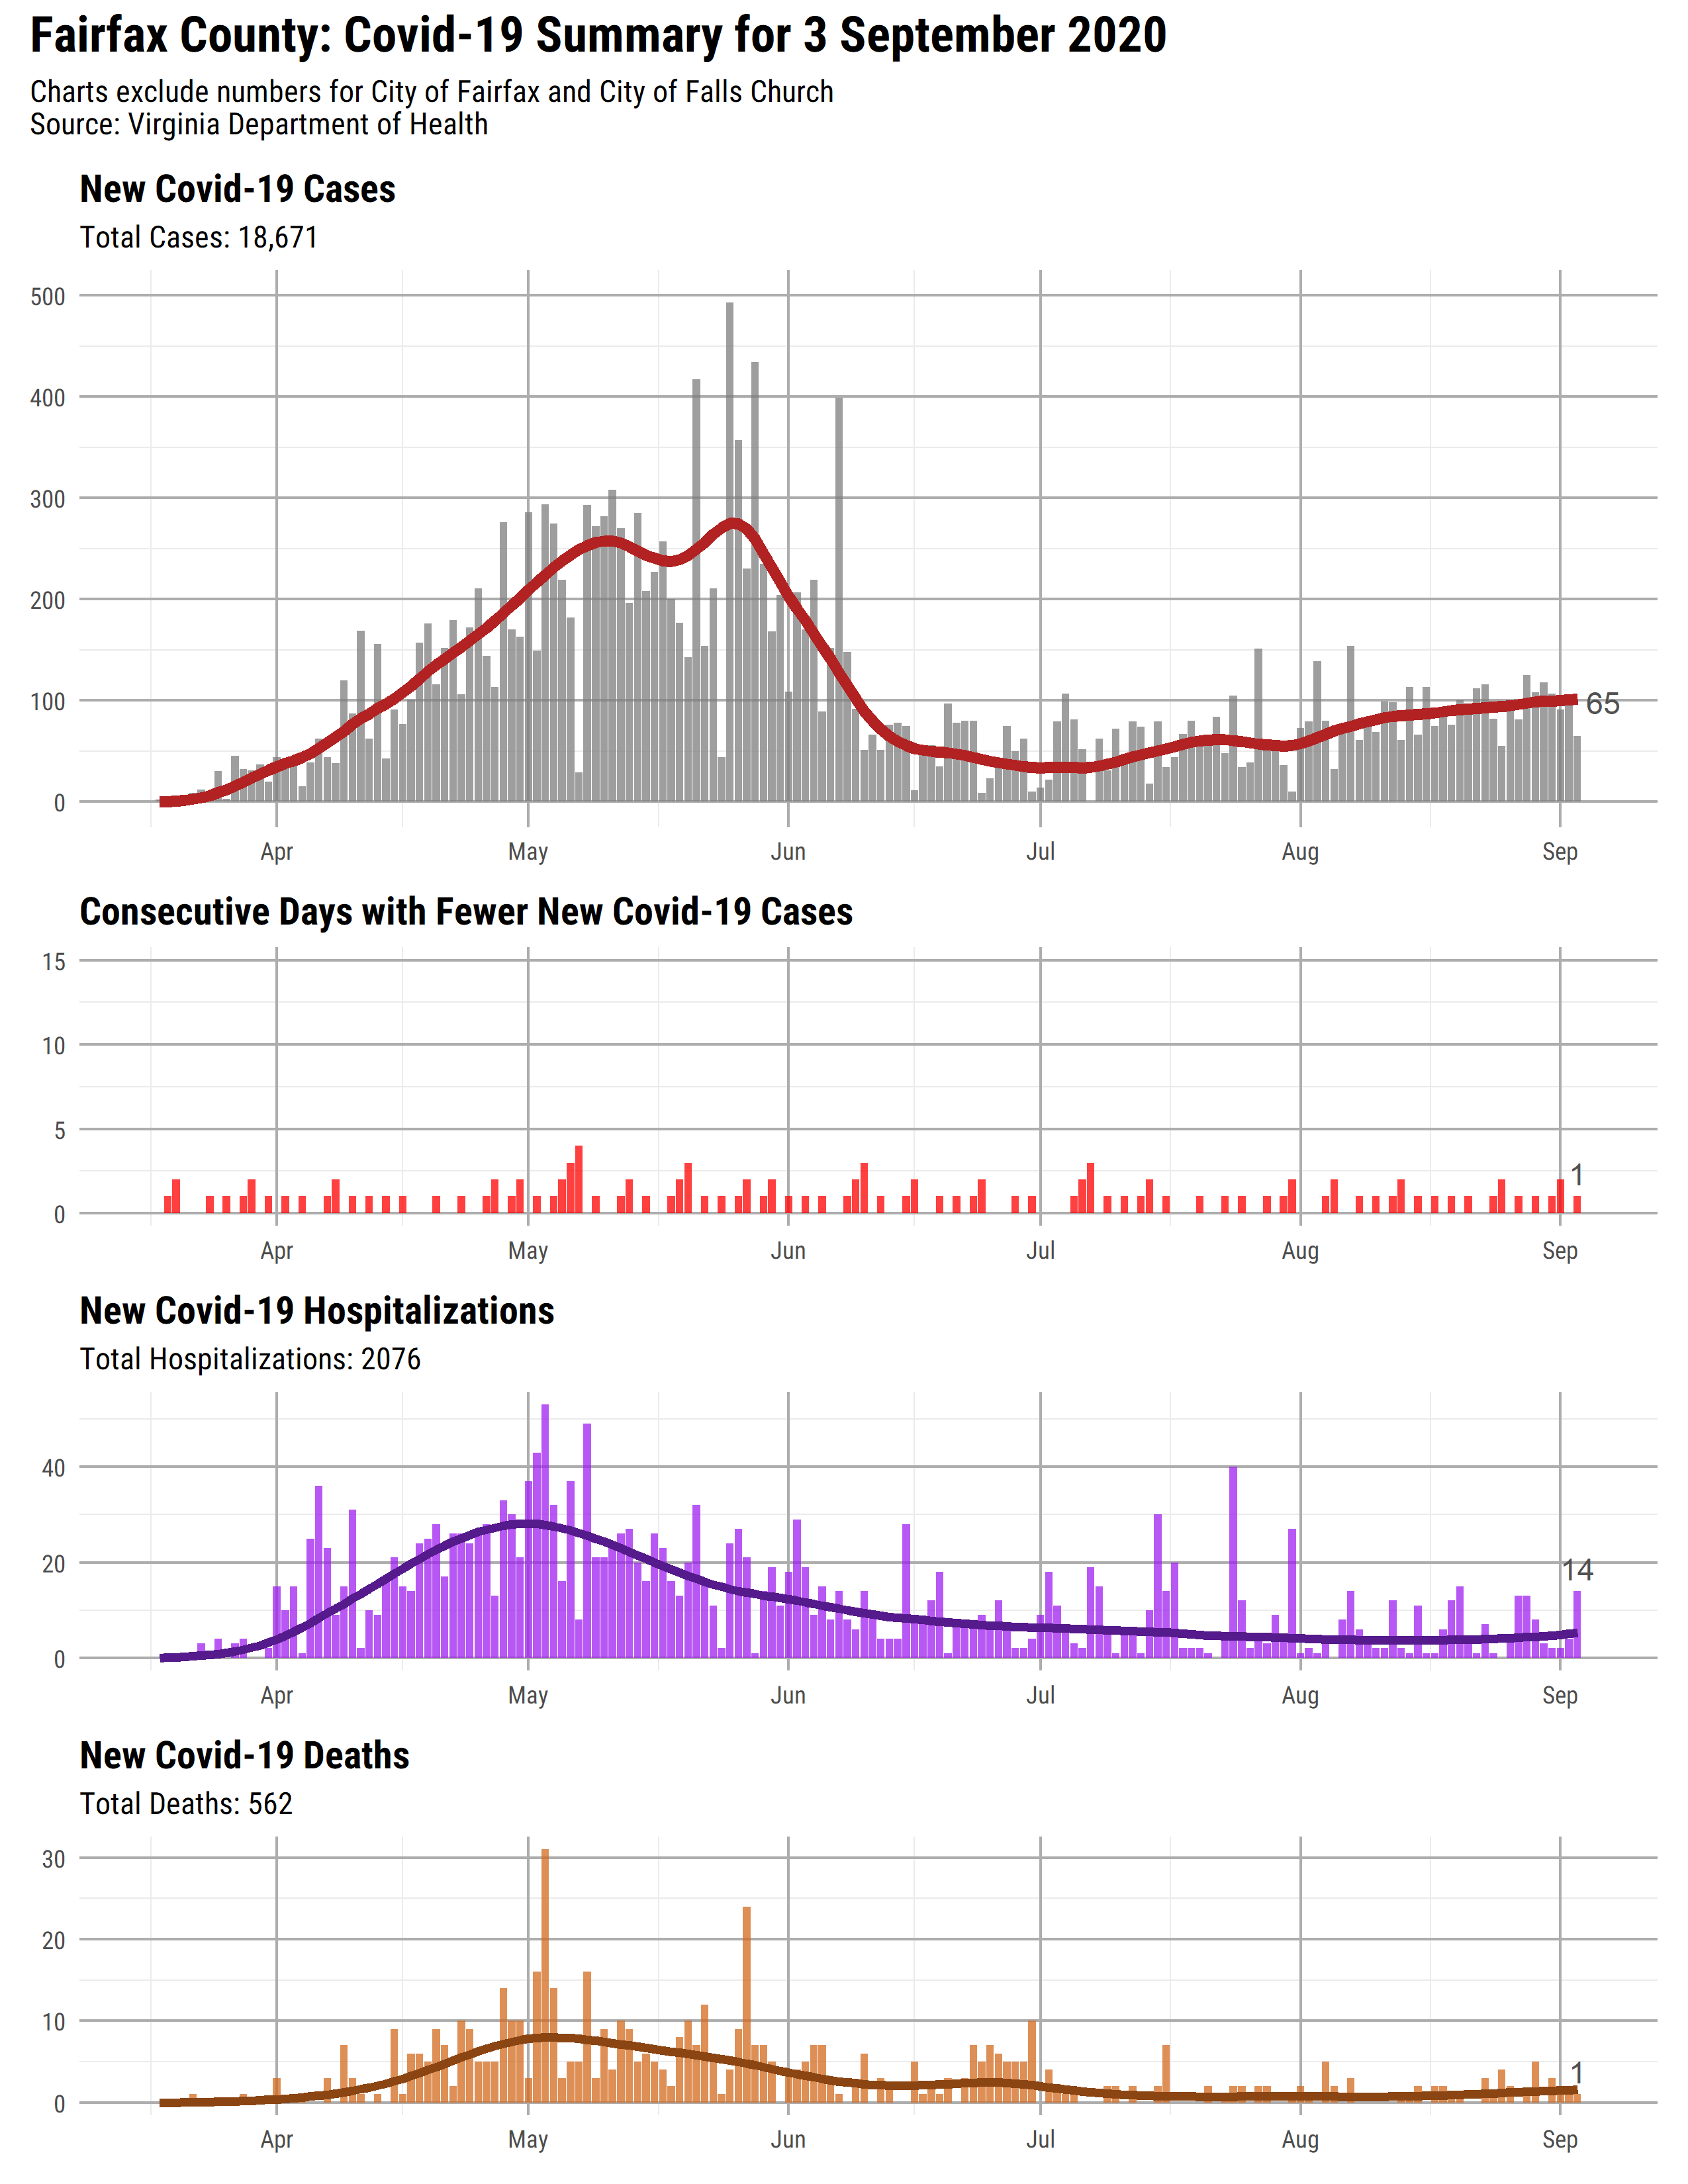 Fairfax County: Covid-19 Summary for 3 September 2020
Charts exclude numbers for City of Fairfax and City of Falls Church
Source: Virginia Department of Health
New Covid-19 Cases
Total Cases: 18,671
500
400
300
200
100
0
65
Apr May Jun Jul Aug Sep
Consecutive Days with Fewer New Covid-19 Cases
15
10
5
0
1
Apr May Jun Jul Aug Sep
New Covid-19 Hospitalizations
Total Hospitalizations: 2076
40
20
0
14
Apr May Jun Jul Aug Sep
New Covid-19 Deaths
Total Deaths: 562
30
20
10
0
1
Apr May Jun Jul Aug Sep